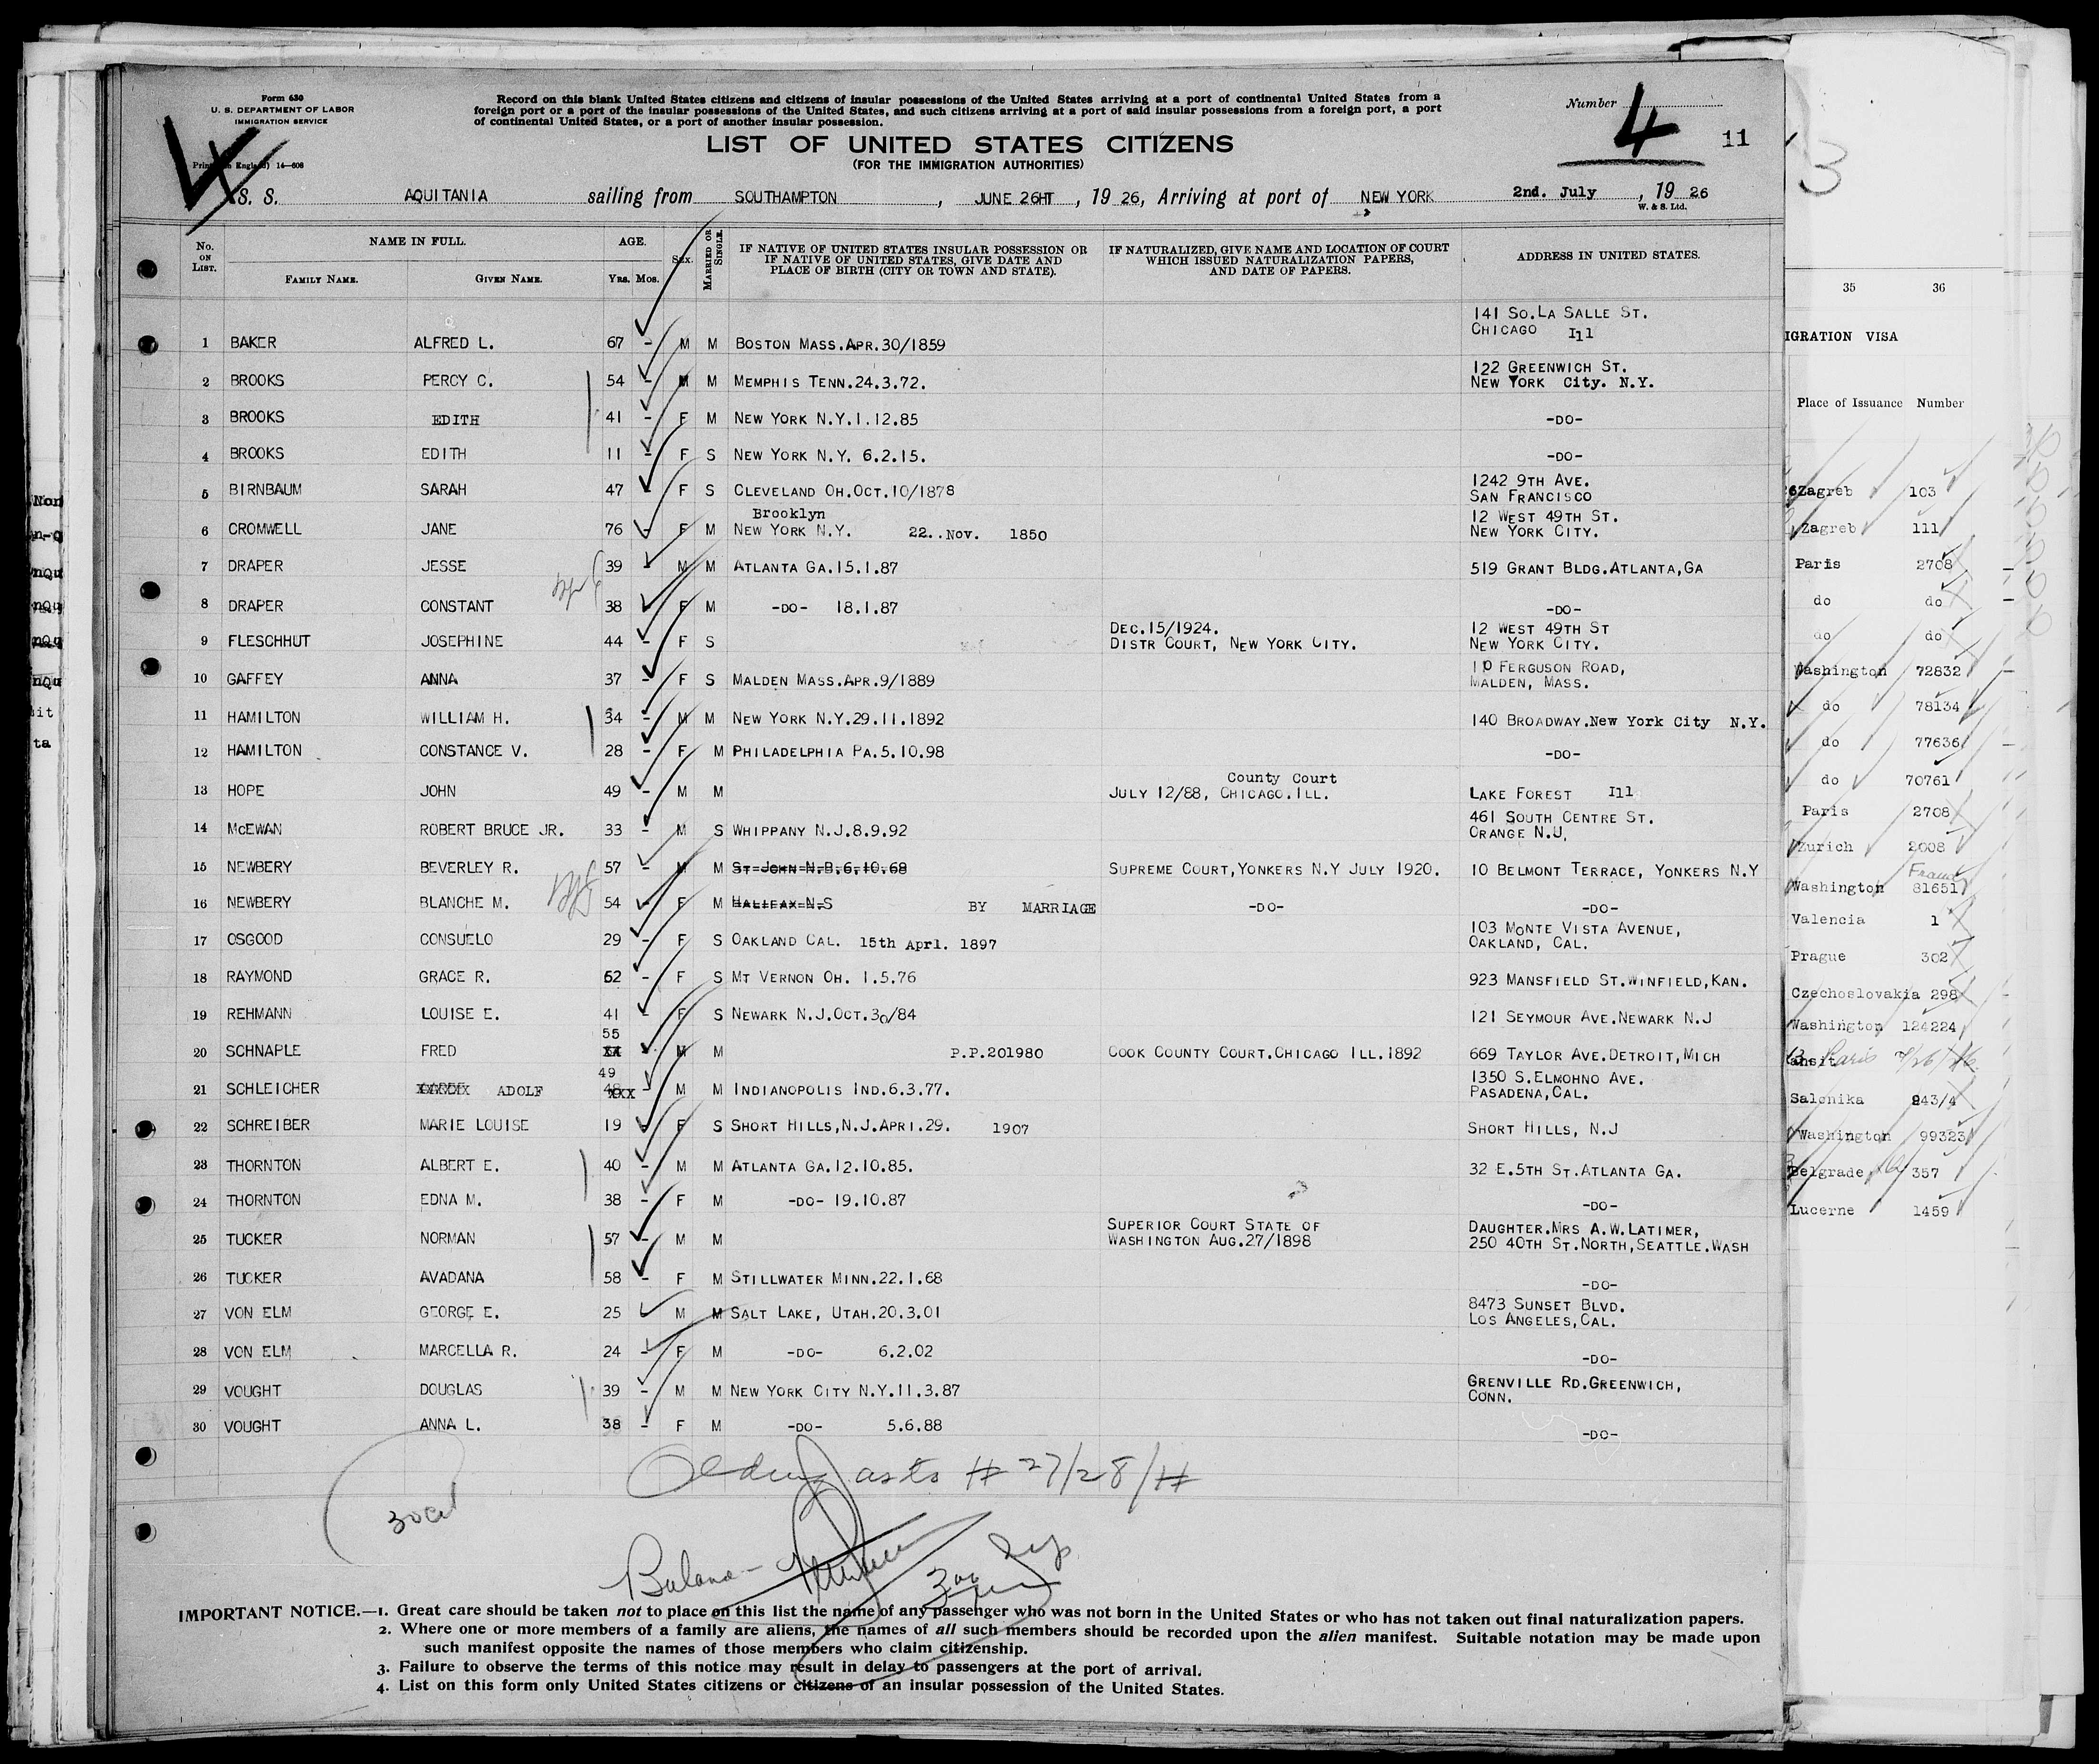 Form 630
U. S. DEPARTMENT OF LABOR
IMMIGRATION SERVICE
Record on this blank United States citizens and citizens of insular possessions of the United States arriving at a port of continental United States from a
foreign port or a port of the insular possessions of the United States, and such citizens arriving at a port of said insular possessions from a foreign port, a port
of continental United States, or a port of another insular possession.
Number 4 11
LIST OF UNITED STATES CITIZENS
(FOR THE IMMIGRATION AUTHORITIES)
14—606
S. S. AQUITANIA sailing from SOUTHAMPTON, JUNE 26HT, 19 26, Arriving at port of NEW YORK 2nd. July, 19 26
W. & S. Ltd.
No. ON LIST. NAME IN FULL. FAMILY NAME. GIVEN NAME. AGE. Yrs. Mos. Sex. MARRIED OR SINGLE. IF NATIVE OF UNITED STATES INSULAR POSSESSION OR IF NATIVE OF UNITED STATES, GIVE DATE AND PLACE OF BIRTH (CITY OR TOWN AND STATE). IF NATURALIZED, GIVE NAME AND LOCATION OF COURT WHICH ISSUED NATURALIZATION PAPERS, AND DATE OF PAPERS. ADDRESS IN UNITED STATES.
1 BAKER ALFRED L. 67 - M M BOSTON MASS.APR.30/1859 141 SO.LA SALLE ST. CHICAGO Ill
2 BROOKS PERCY C. 54 - M M MEMPHIS TENN.24.3.72. 122 GREENWICH ST. NEW YORK City. N.Y.
3 BROOKS EDITH 41 - F M NEW YORK N.Y.1.12.85 -DO-
4 BROOKS EDITH 11 - F S NEW YORK N.Y. 6.2.15. -DO-
5 BIRNBAUM SARAH 47 - F S CLEVELAND OH.OCT.10/1878 1242 9TH AVE. SAN FRANCISCO
6 CROMWELL JANE 76 - F M Brooklyn NEW YORK N.Y. 22..Nov. 1850 12 WEST 49TH ST. NEW YORK CITY.
7 DRAPER JESSE 39 - M M ATLANTA GA.15.1.87 519 GRANT BLDG.ATLANTA,GA
8 DRAPER CONSTANT 38 F M -DO- 18.1.87 -DO-
9 FLESCHHUT JOSEPHINE 44 - F S DEC.15/1924. DISTR COURT, NEW YORK CITY. 12 WEST 49TH ST NEW YORK CITY.
10 GAFFEY ANNA 37 - F S MALDEN MASS.APR.9/1889 10 FERGUSON ROAD, MALDEN, MASS.
11 HAMILTON WILLIAM H. 34 - M M NEW YORK N.Y.29.11.1892 140 BROADWAY.New York City N.Y.
12 HAMILTON CONSTANCE V. 28 - F M PHILADELPHIA PA.5.10.98 -DO-
13 HOPE JOHN 49 - M M County Court JULY 12/88, CHICAGO.ILL. LAKE FOREST Ill
14 McEWAN ROBERT BRUCE JR. 33 - M S WHIPPANY N.J.8.9.92 461 SOUTH CENTRE ST. ORANGE N.J.
15 NEWBERY BEVERLEY R. 57 M M ST JOHN N.B.6.10.68 SUPREME COURT,YONKERS N.Y JULY 1920. 10 BELMONT TERRACE, YONKERS N.Y
16 NEWBERY BLANCHE M. 54 - F M HALIFAX N.S BY MARRIAGE -DO- -DO-
17 OSGOOD CONSUELO 29 - F S OAKLAND CAL. 15th Aprl. 1897 103 MONTE VISTA AVENUE, OAKLAND, CAL.
18 RAYMOND GRACE R. 52 - F S MT VERNON OH. 1.5.76 923 MANSFIELD ST.WINFIELD,KAN.
19 REHMANN LOUISE E. 41 - F S NEWARK N.J.OCT.30/84 121 SEYMOUR AVE.NEWARK N.J
20 SCHNAPLE FRED 55 M M P.P.201980 COOK COUNTY COURT.CHICAGO ILL.1892 669 TAYLOR AVE.DETROIT,MICH
21 SCHLEICHER ADOLF 49 - M M INDIANOPOLIS IND.6.3.77. 1350 S.ELMOHNO AVE. PASADENA,CAL.
22 SCHREIBER MARIE LOUISE 19 F S SHORT HILLS,N.J.APRI.29. 1907 SHORT HILLS, N.J
23 THORNTON ALBERT E. 40 - M M ATLANTA GA.12.10.85. 32 E.5TH ST.ATLANTA GA.
24 THORNTON EDNA M. 38 - F M -DO- 19.10.87 -DO-
25 TUCKER NORMAN 57 - M M SUPERIOR COURT STATE OF WASHINGTON AUG.27/1898 DAUGHTER.MRS A.W.LATIMER, 250 40TH ST.NORTH,SEATTLE.WASH
26 TUCKER AVADANA 58 - F M STILLWATER MINN.22.1.68 -DO-
27 VON ELM GEORGE E. 25 M M SALT LAKE, UTAH.20.3.01 8473 SUNSET BLVD. LOS ANGELES,CAL.
28 VON ELM MARCELLA R. 24 - F M -DO- 6.2.02 -DO-
29 VOUGHT DOUGLAS 39 - M M NEW YORK CITY N.Y.11.3.87 GRENVILLE RD.GREENWICH, CONN.
30 VOUGHT ANNA L. 38 - F M -DO- 5.6.88 -DO-
as to # 27/28/#
IMPORTANT NOTICE.—1. Great care should be taken not to place on this list the name of any passenger who was not born in the United States or who has not taken out final naturalization papers.
2. Where one or more members of a family are aliens, the names of all such members should be recorded upon the alien manifest. Suitable notation may be made upon
such manifest opposite the names of those members who claim citizenship.
3. Failure to observe the terms of this notice may result in delay to passengers at the port of arrival.
4. List on this form only United States citizens or citizens of an insular possession of the United States.
3
35 36
IGRATION VISA
Place of Issuance Number
Zagreb 103
Zagreb 111
Paris 2708
do do
do do
Washington 72832
do 78134
do 77636
do 70761
Paris 2708
Zurich 2008
Washington 81651
Valencia 1
Prague 302
Czechoslovakia 298
Washington 124224
Paris
Salonika 243/4
Washington 99323
Belgrade 357
Lucerne 1459